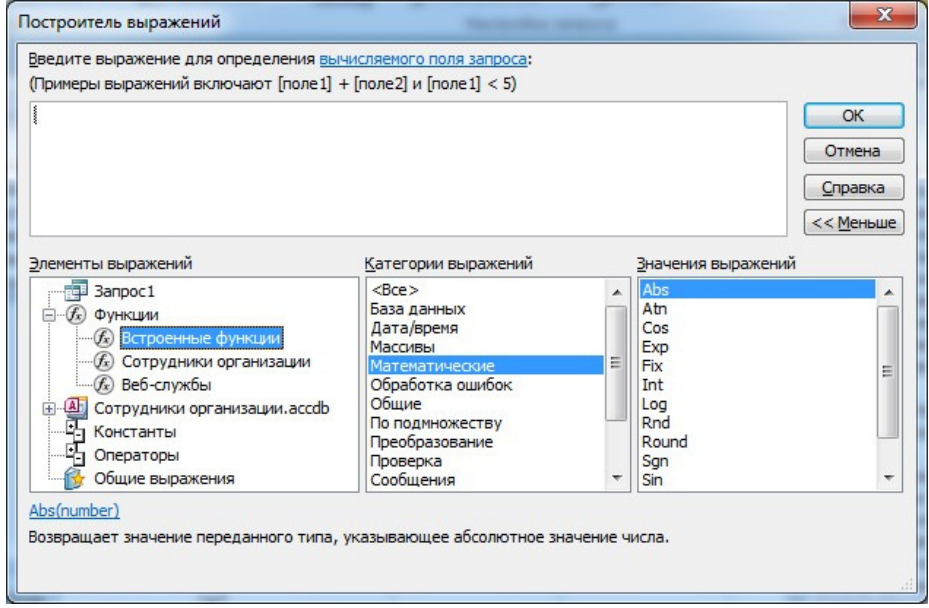 Построитель выражений
Введите выражение для определения вычисляемого поля запроса:
(Примеры выражений включают [поле1] + [поле2] и [поле1] < 5)
ОК
Отмена
Справка
<< Меньше
Элементы выражений
Запрос1
Функции
Встроенные функции
Сотрудники организации
Веб-службы
Сотрудники организации.accdb
Константы
Операторы
Общие выражения
Категории выражений
<Все>
База данных
Дата/время
Массивы
Математические
Обработка ошибок
Общие
По подмножеству
Преобразование
Проверка
Сообщения
Значения выражений
Abs
Atn
Cos
Exp
Fix
Int
Log
Rnd
Round
Sgn
Sin
Abs(number)
Возвращает значение переданного типа, указывающее абсолютное значение числа.